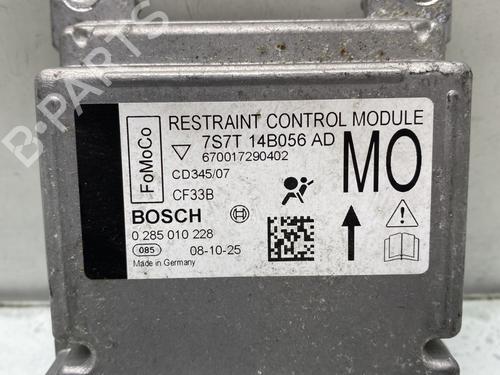 B-PARTS
FoMoCo
RESTRAINT CONTROL MODULE
7S7T 14B056 AD
670017290402
CD345/07
CF33B
MO
BOSCH
0 285 010 228
085 08-10-25
Made in Germany